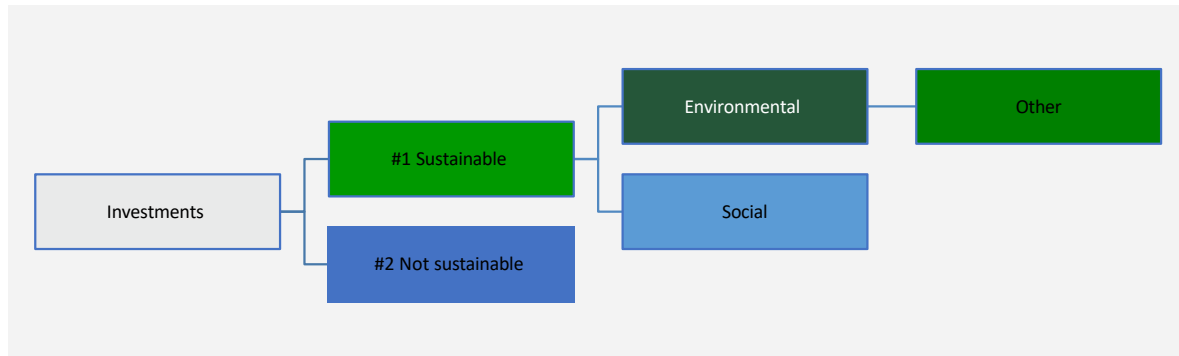 Environmental
Other
#1 Sustainable
Investments
Social
#2 Not sustainable